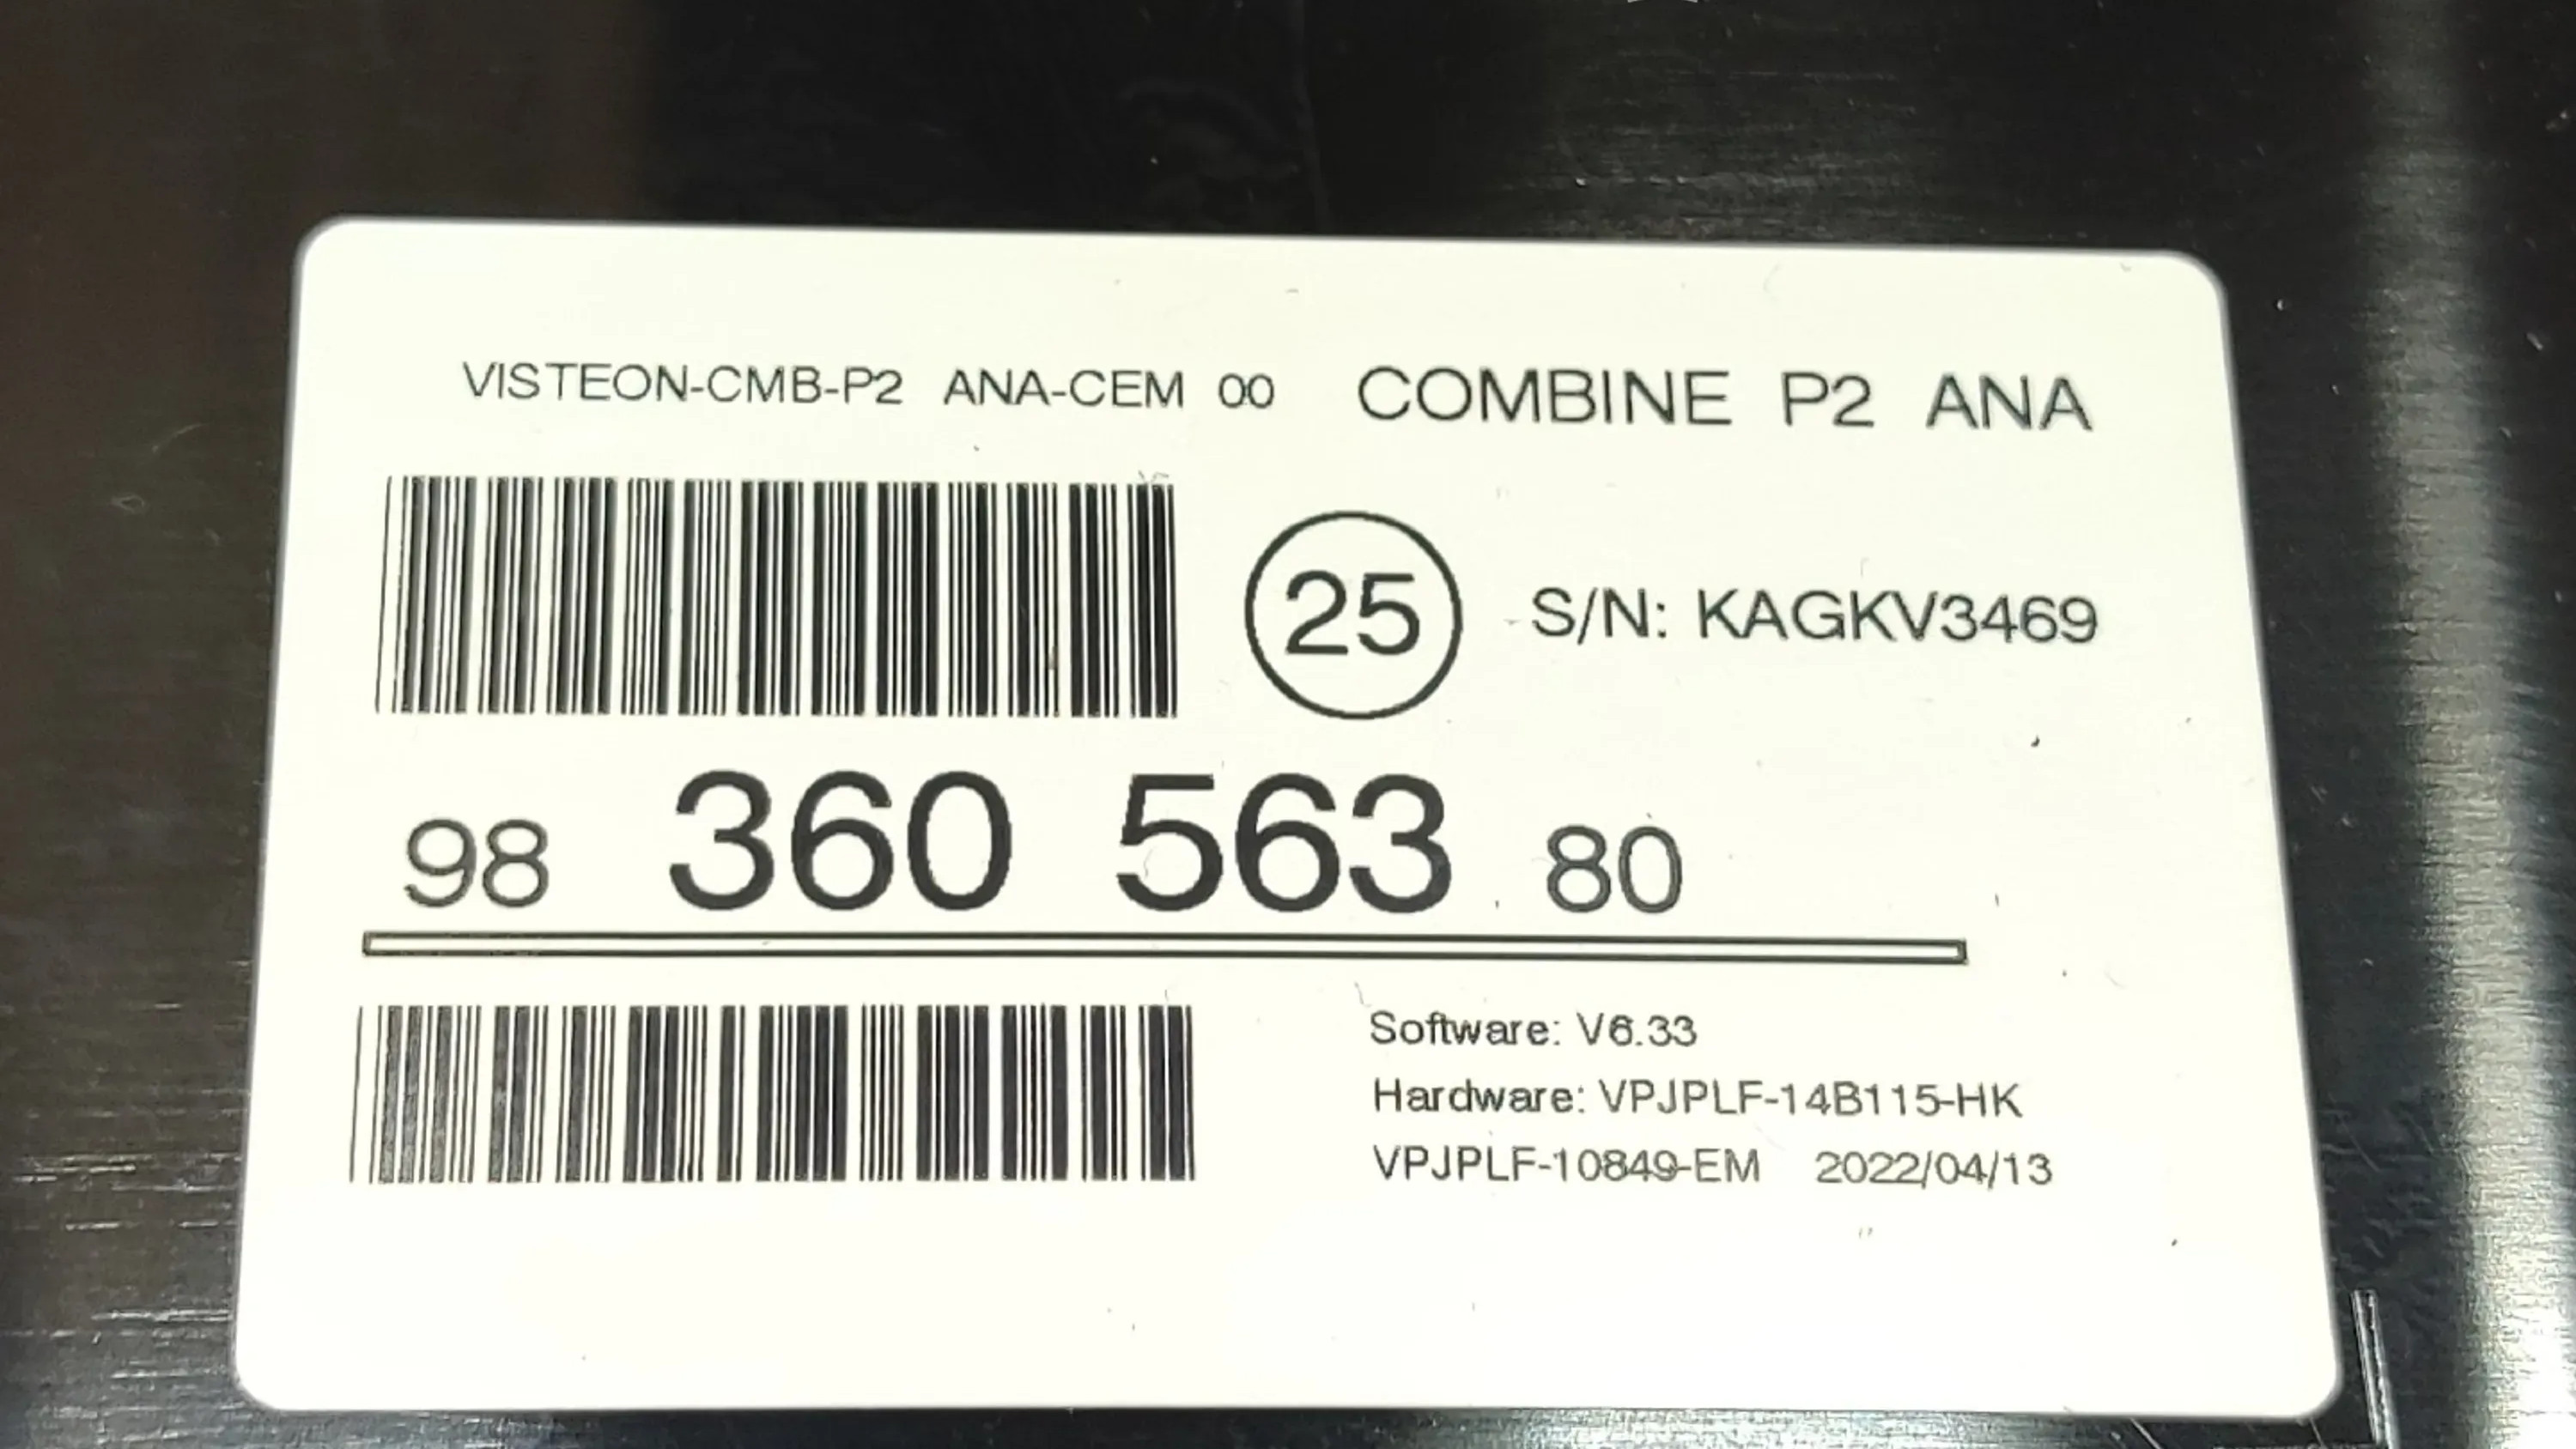 VISTEON-CMB-P2 ANA-CEM 00 COMBINE P2 ANA
25 S/N: KAGKV3469
98 360 563 80
Software: V6.33
Hardware: VPJPLF-14B115-HK
VPJPLF-10849-EM 2022/04/13